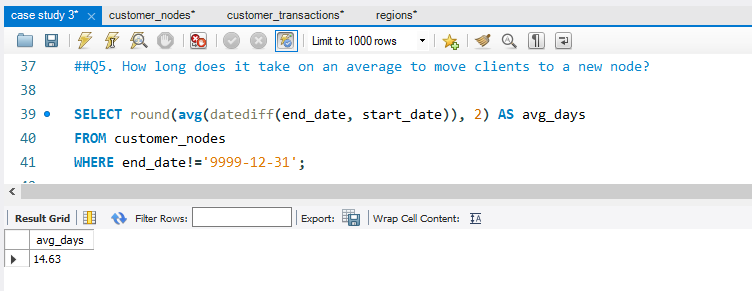 case study 3* × customer_nodes* customer_transactions* regions*
Limit to 1000 rows
37 ##Q5. How long does it take on an average to move clients to a new node?
38
39 SELECT round(avg(datediff(end_date, start_date)), 2) AS avg_days
40 FROM customer_nodes
41 WHERE end_date!='9999-12-31';
Result Grid Filter Rows: Export: Wrap Cell Content: IA
avg_days
14.63